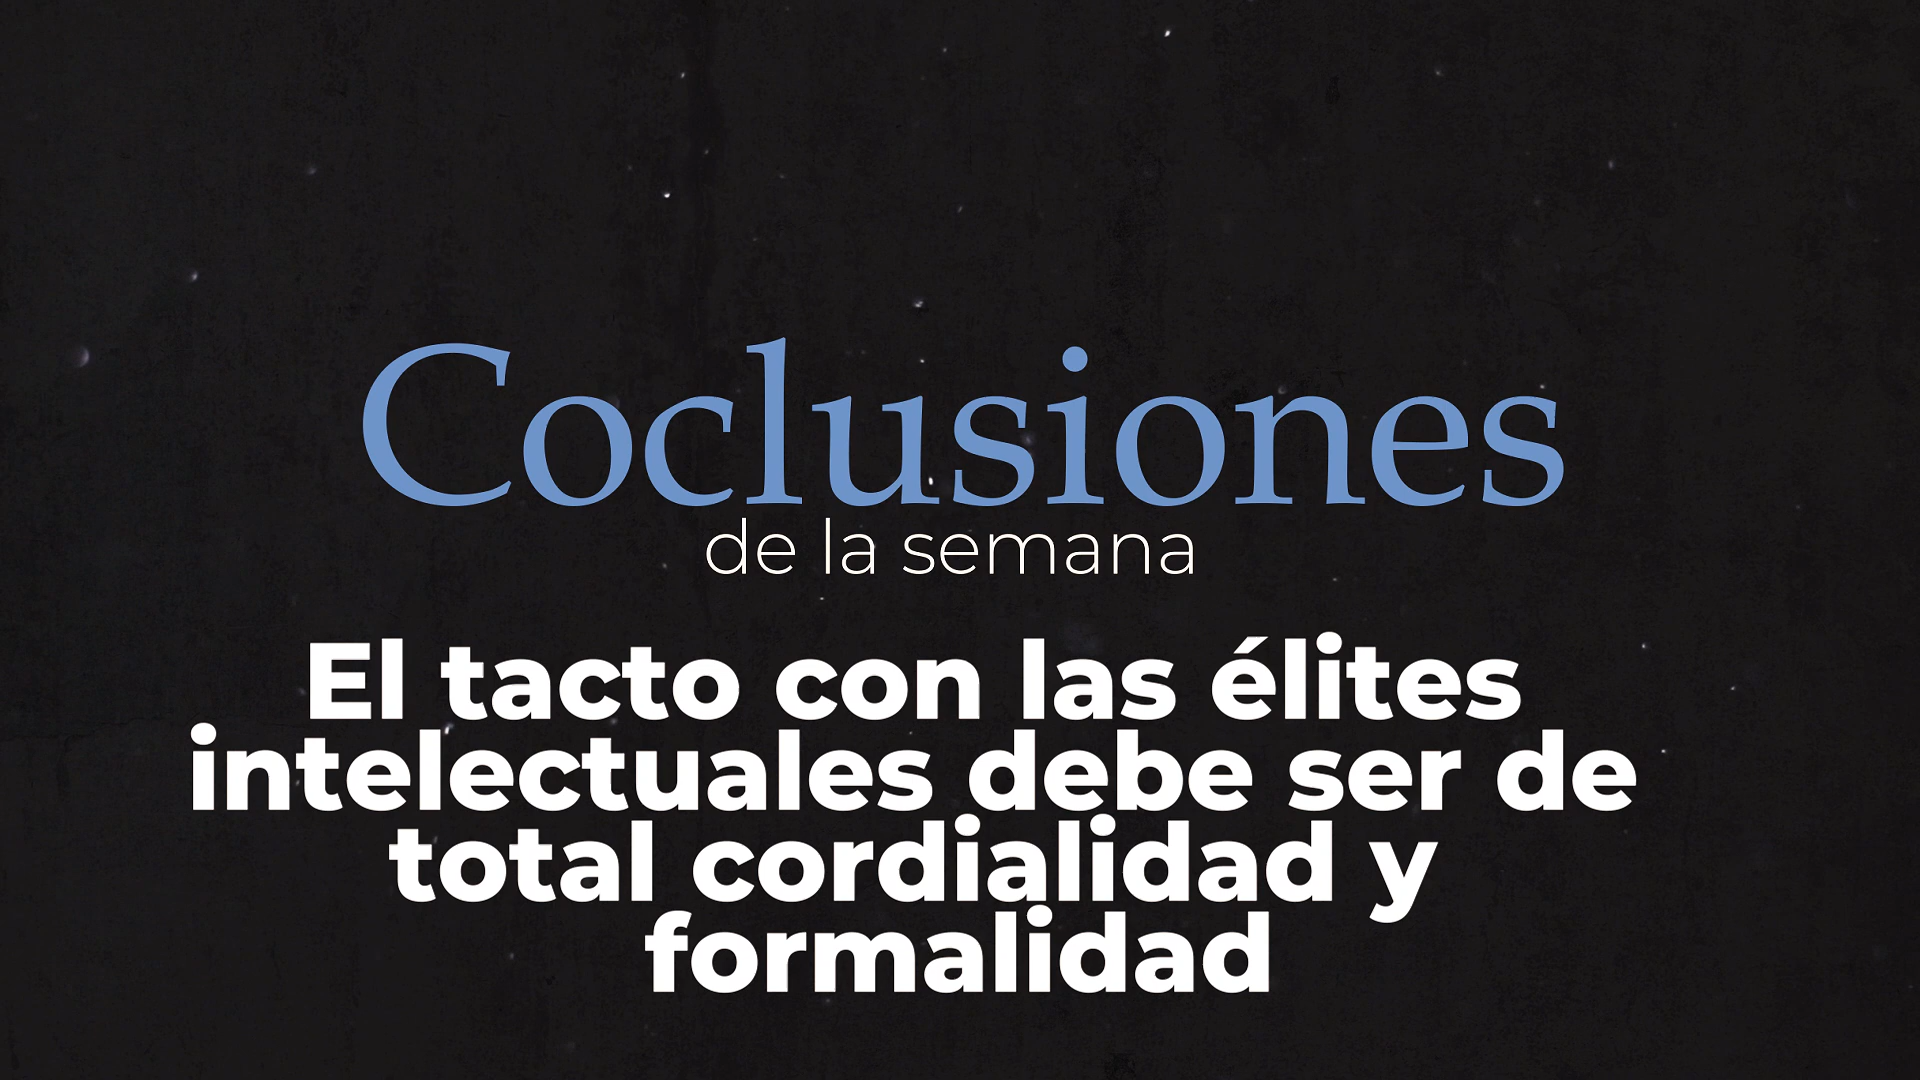 Coclusiones
de la semana
El tacto con las élites
intelectuales debe ser de
total cordialidad y
formalidad